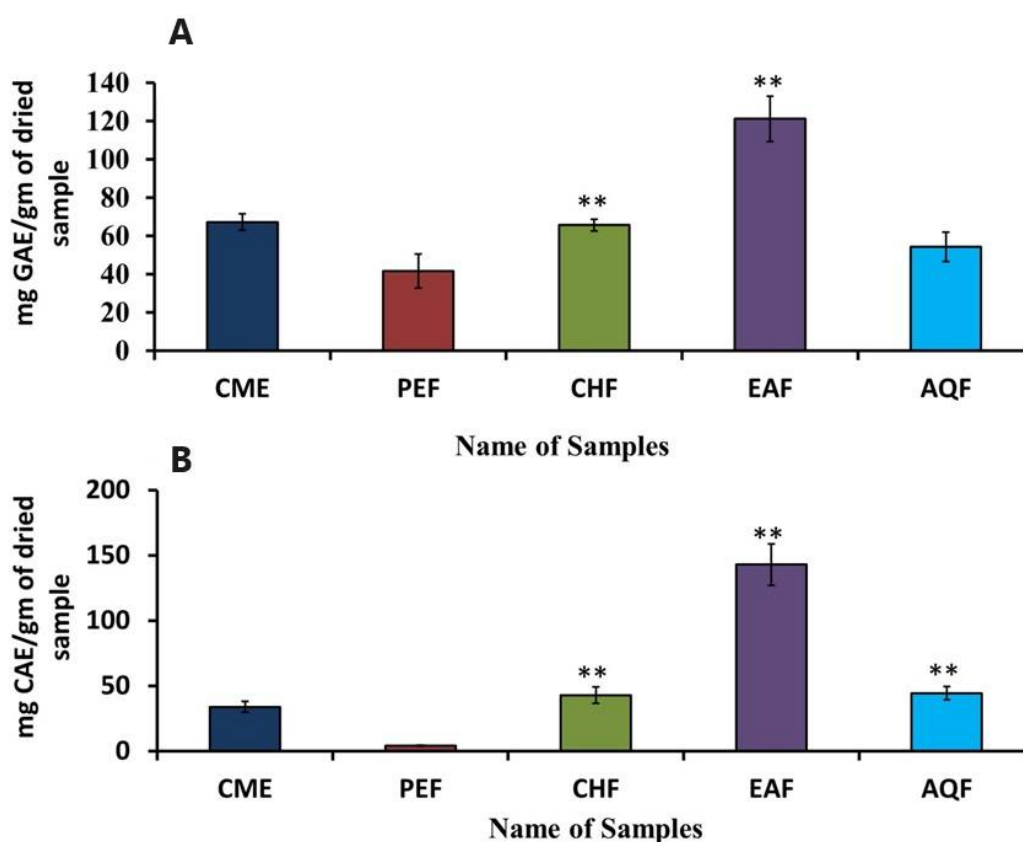 A
mg GAE/gm of dried
sample
140
120
100
80
60
40
20
0
**
**
CME PEF CHF EAF AQF
Name of Samples
B
mg CAE/gm of dried
sample
200
150
100
50
0
**
**
**
CME PEF CHF EAF AQF
Name of Samples